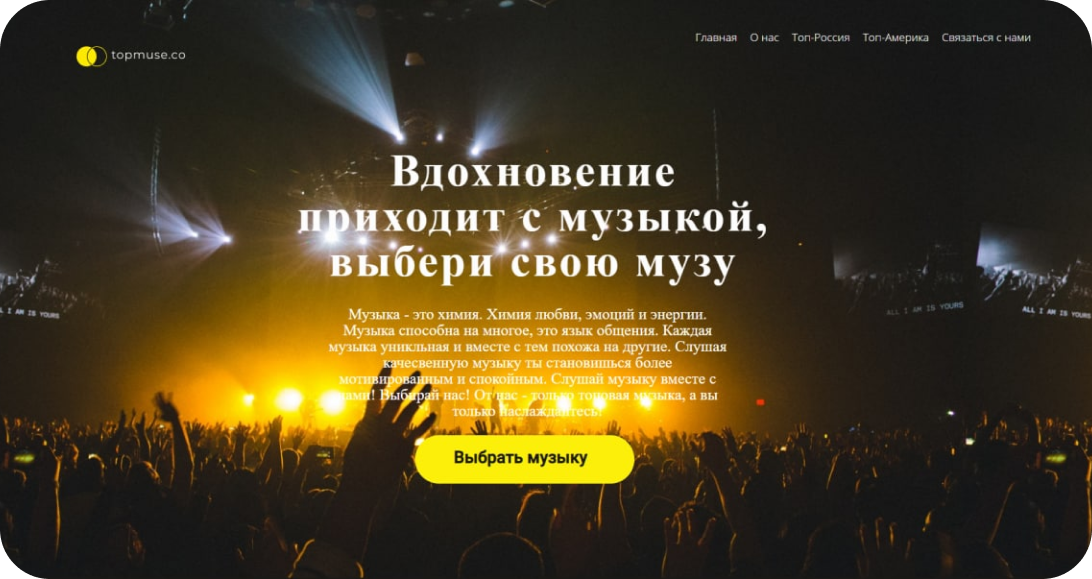 topmuse.co
Главная О нас Топ-Россия Топ-Америка Связаться с нами
Вдохновение
приходит с музыкой,
выбери свою музу
Музыка - это химия. Химия любви, эмоций и энергии.
Музыка способна на многое, это язык общения. Каждая
музыка уникльная и вместе с тем похожа на другие. Слушая
качесвенную музыку ты становишься более
мотивированным и спокойным. Слушай музыку вместе с
нами! Выбирай нас! От нас - только топовая музыка, а вы
только наслаждайтесь!
Выбрать музыку
ALL I AM IS YOURS
ALL I AM IS YOURS
ALL I AM IS YOURS